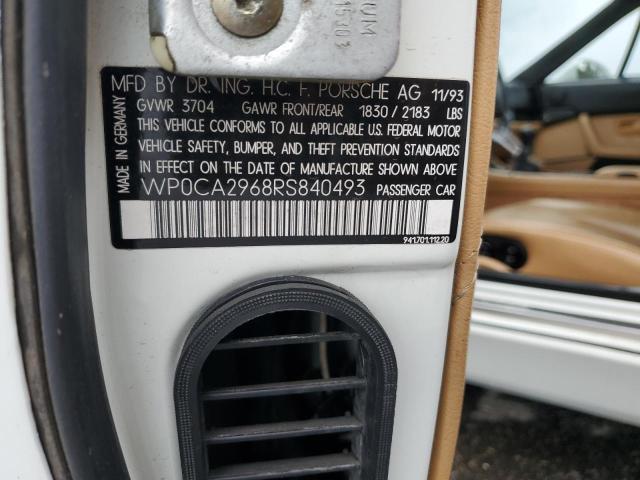 IUM
15303
MFD BY DR. ING. H.C. F. PORSCHE AG 11/93
GVWR 3704 GAWR FRONT/REAR 1830 / 2183 LBS
THIS VEHICLE CONFORMS TO ALL APPLICABLE U.S. FEDERAL MOTOR
VEHICLE SAFETY, BUMPER, AND THEFT PREVENTION STANDARDS
IN EFFECT ON THE DATE OF MANUFACTURE SHOWN ABOVE
WP0CA2968RS840493 PASSENGER CAR
941.701.112.20
MADE IN GERMANY